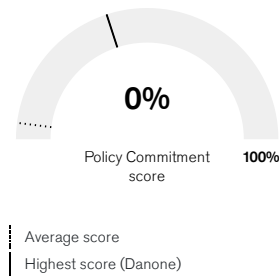 0%
Policy Commitment
score
100%
Average score
Highest score (Danone)